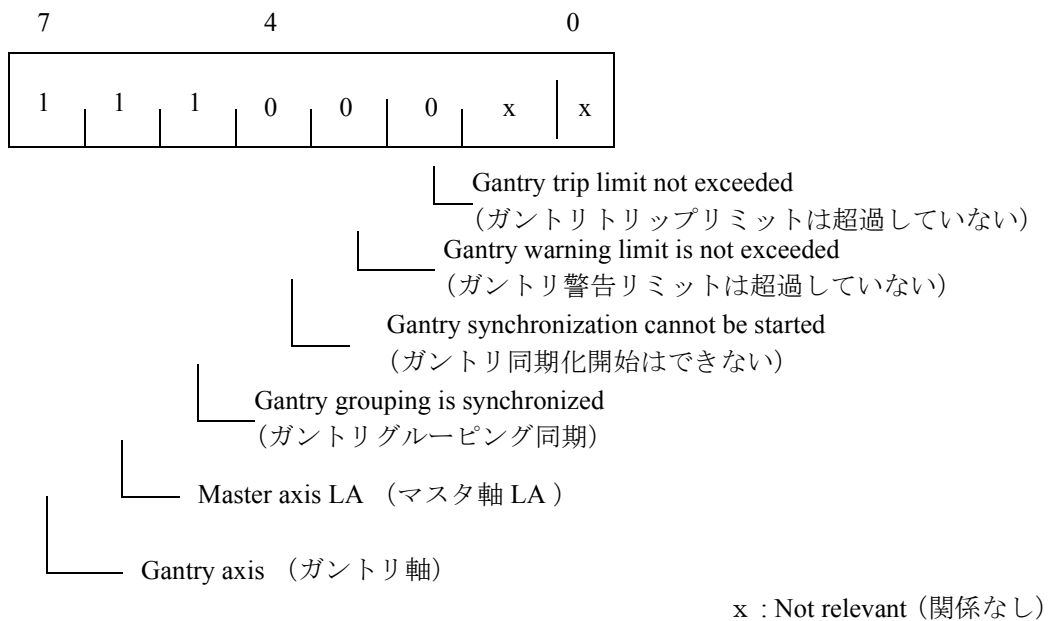 7 4 0
1 1 1 0 0 0 x x
Gantry trip limit not exceeded
（ガントリトリップリミットは超過していない）
Gantry warning limit is not exceeded
（ガントリ警告リミットは超過していない）
Gantry synchronization cannot be started
（ガントリ同期化開始はできない）
Gantry grouping is synchronized
（ガントリグルーピング同期）
Master axis LA （マスタ軸 LA ）
Gantry axis （ガントリ軸）
x : Not relevant（関係なし）